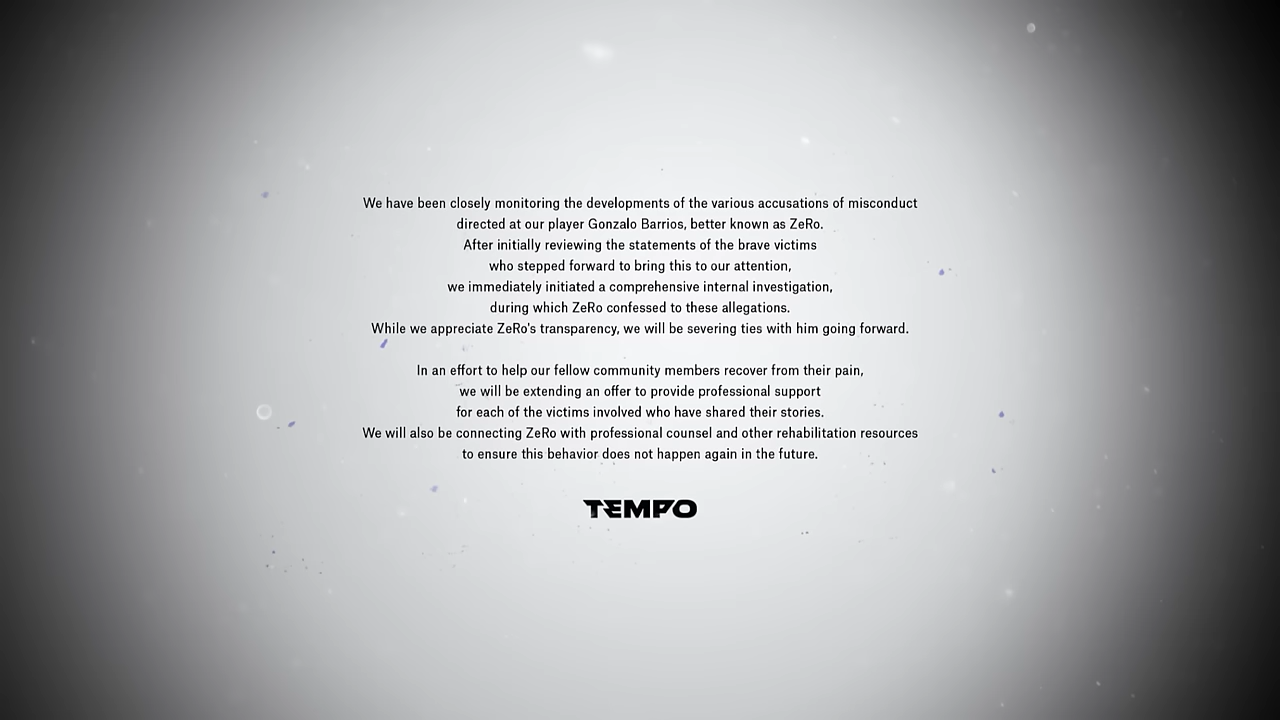 We have been closely monitoring the developments of the various accusations of misconduct
directed at our player Gonzalo Barrios, better known as ZeRo.
After initially reviewing the statements of the brave victims
who stepped forward to bring this to our attention,
we immediately initiated a comprehensive internal investigation,
during which ZeRo confessed to these allegations.
While we appreciate ZeRo's transparency, we will be severing ties with him going forward.
In an effort to help our fellow community members recover from their pain,
we will be extending an offer to provide professional support
for each of the victims involved who have shared their stories.
We will also be connecting ZeRo with professional counsel and other rehabilitation resources
to ensure this behavior does not happen again in the future.
TEMPO